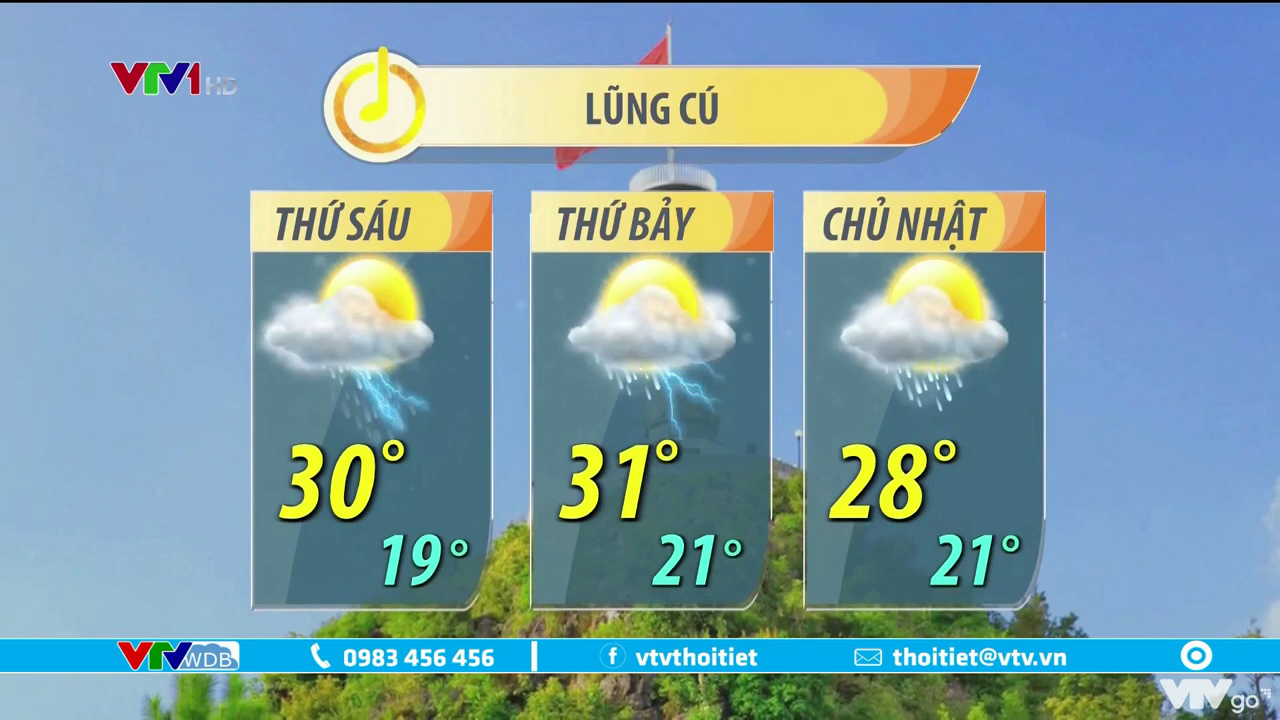 VTV1 HD
LŨNG CÚ
THỨ SÁU
THỨ BẢY
CHỦ NHẬT
30°
31°
28°
19°
21°
21°
VTV WDB
0983 456 456
vtvthoitiet
thoitiet@vtv.vn
VTV go